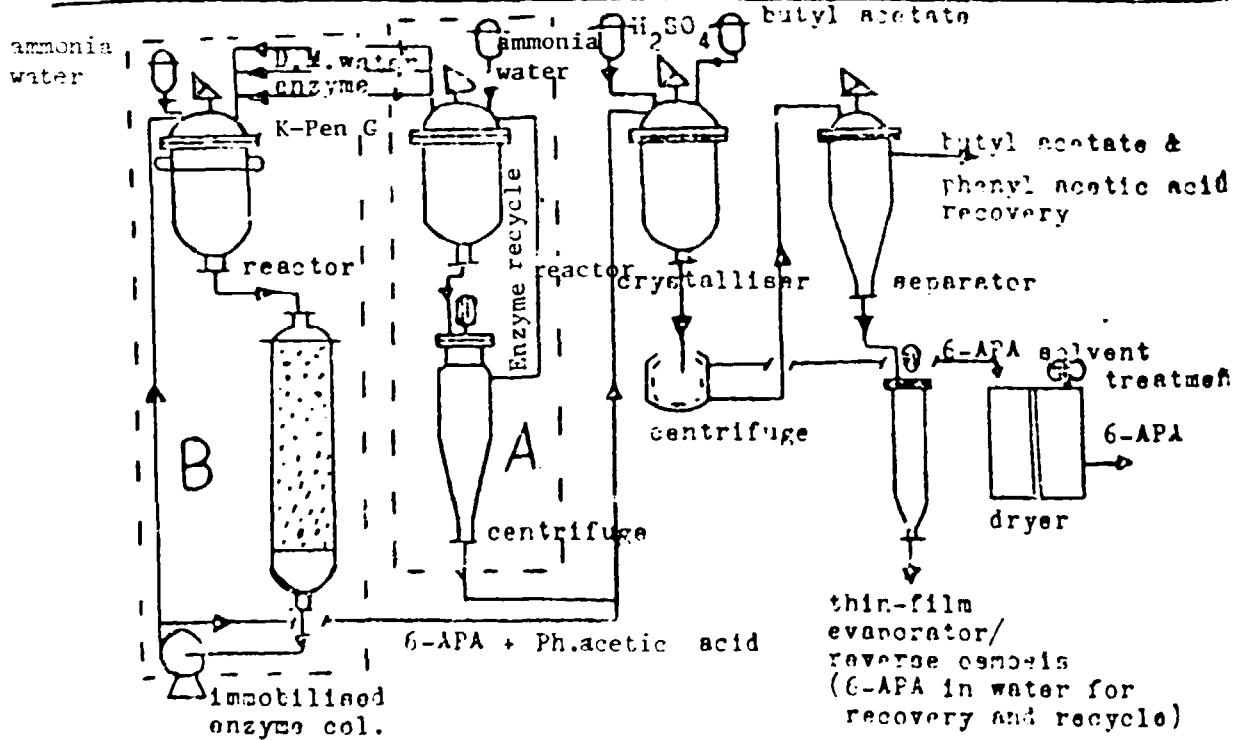 ammonia
water
D.M.water
enzyme
K-Pen G
ammonia
water
H2SO4
butyl acetate
reactor
Enzyme recycle
reactor
crystalliser
separator
butyl acetate &
phenyl acetic acid
recovery
B
A
centrifuge
centrifuge
6-APA solvent
treatmen
6-APA
dryer
6-APA + Ph.acetic acid
immobilised
enzyme col.
thin-film
evaporator/
reverse osmosis
(6-APA in water for
recovery and recycle)